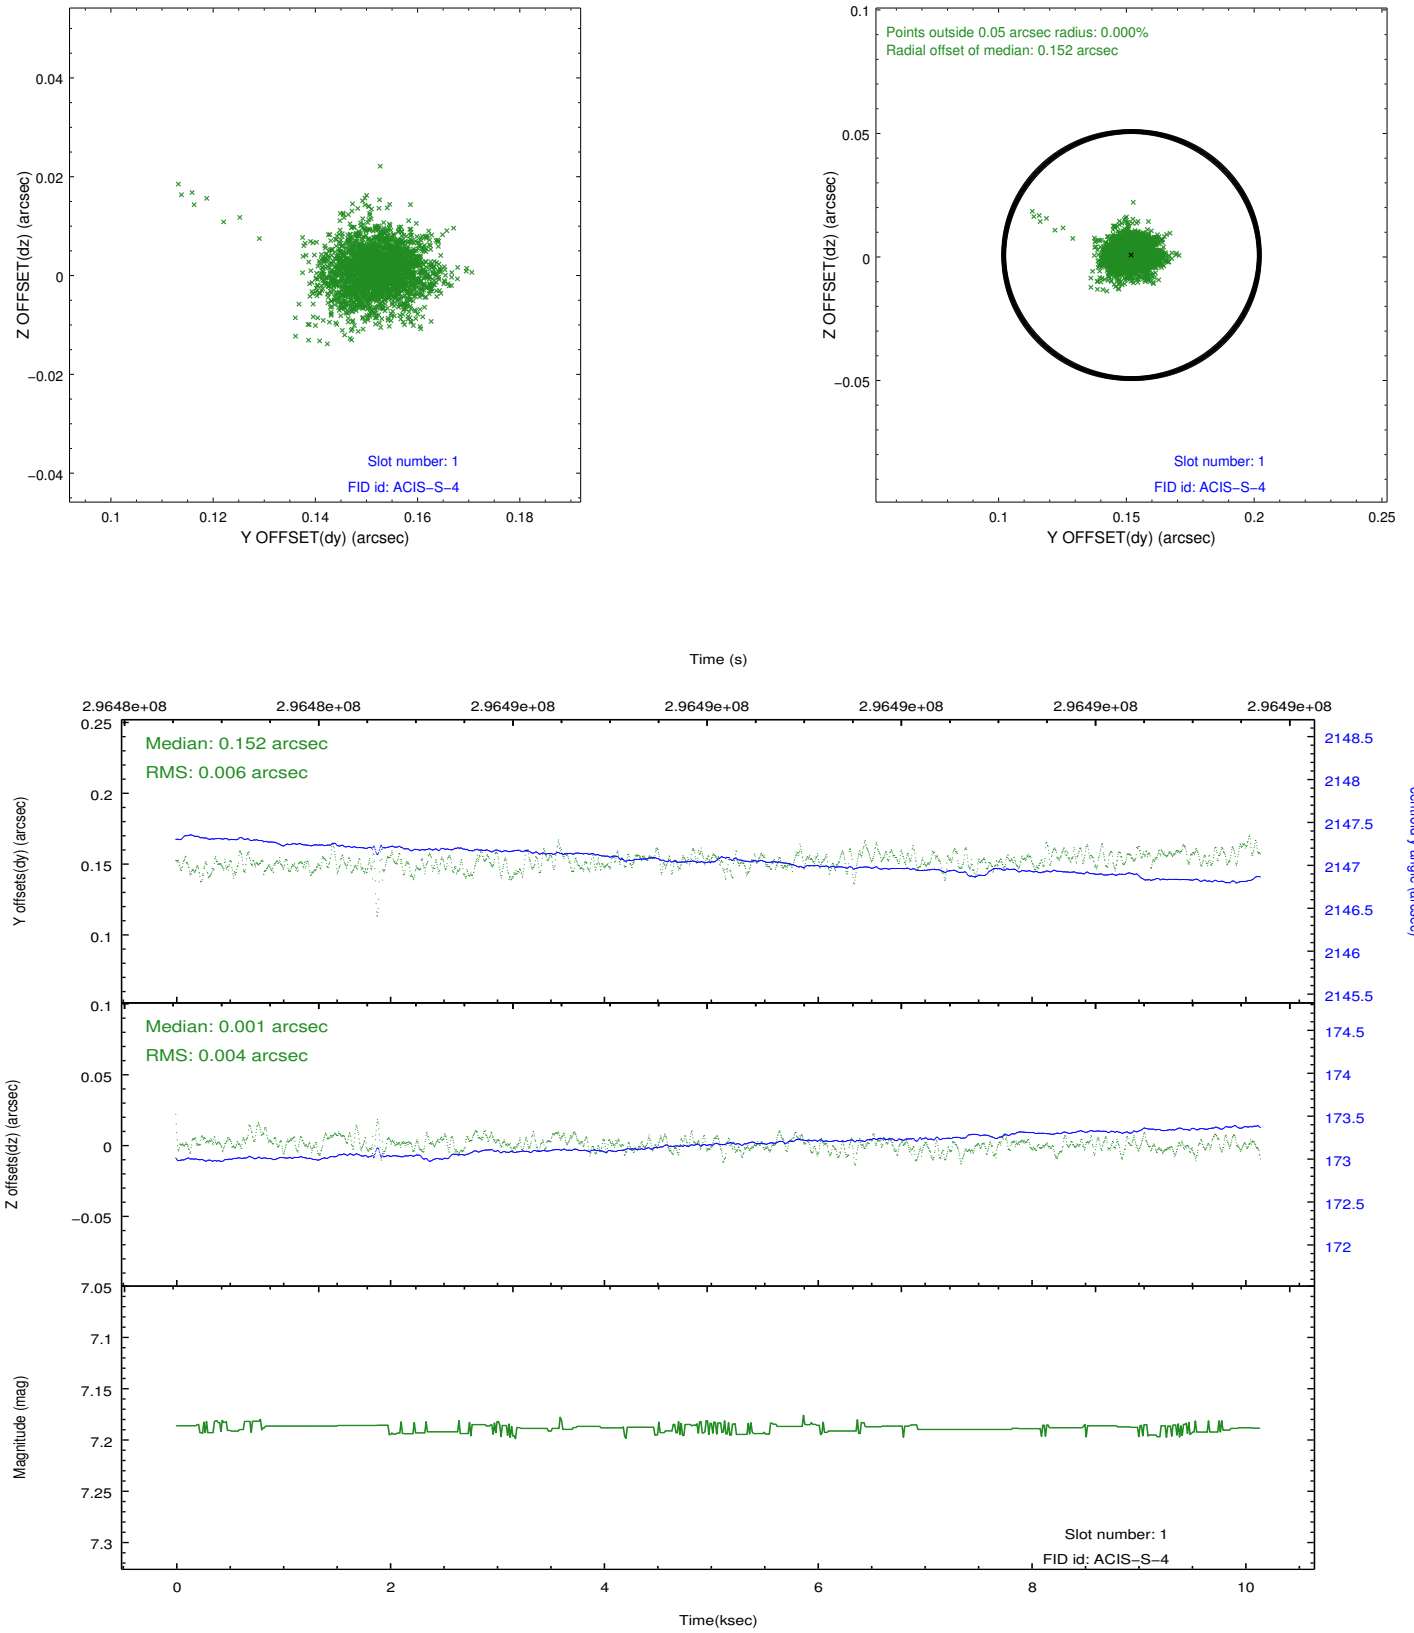 0.04
0.02
0
−0.02
−0.04
Z OFFSET(dz) (arcsec)
Slot number: 1
FID id: ACIS−S−4
0.1 0.12 0.14 0.16 0.18
Y OFFSET(dy) (arcsec)
0.1
0.05
0
−0.05
Z OFFSET(dz) (arcsec)
Points outside 0.05 arcsec radius: 0.000%
Radial offset of median: 0.152 arcsec
Slot number: 1
FID id: ACIS−S−4
0.1 0.15 0.2 0.25
Y OFFSET(dy) (arcsec)
Time (s)
2.9648e+08 2.9648e+08 2.9649e+08 2.9649e+08 2.9649e+08 2.9649e+08 2.9649e+08
0.25
0.2
0.15
0.1
Y offsets(dy) (arcsec)
Median: 0.152 arcsec
RMS: 0.006 arcsec
2148.5
2148
2147.5
2147
2146.5
2146
2145.5
0.1
0.05
0
−0.05
Z offsets(dz) (arcsec)
Median: 0.001 arcsec
RMS: 0.004 arcsec
174.5
174
173.5
173
172.5
172
7.05
7.1
7.15
7.2
7.25
7.3
Magnitude (mag)
Slot number: 1
FID id: ACIS−S−4
0 2 4 6 8 10
Time(ksec)